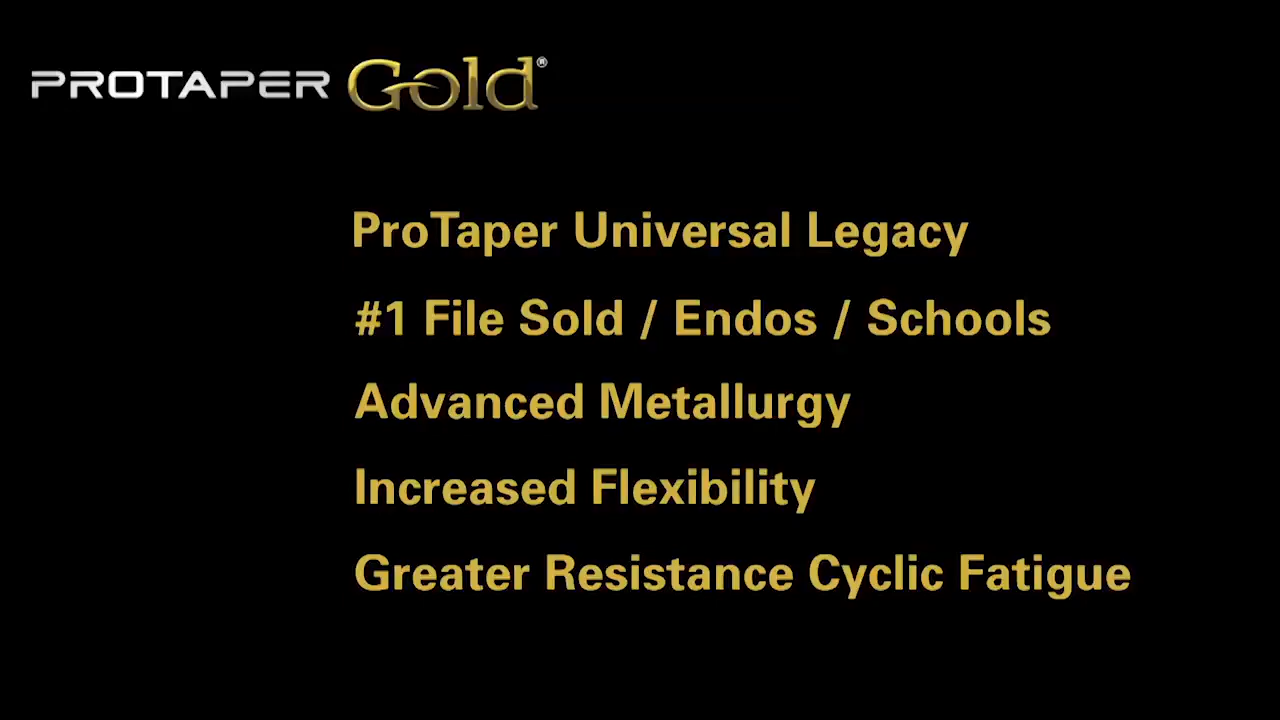 PROTAPER Gold®
ProTaper Universal Legacy
#1 File Sold / Endos / Schools
Advanced Metallurgy
Increased Flexibility
Greater Resistance Cyclic Fatigue